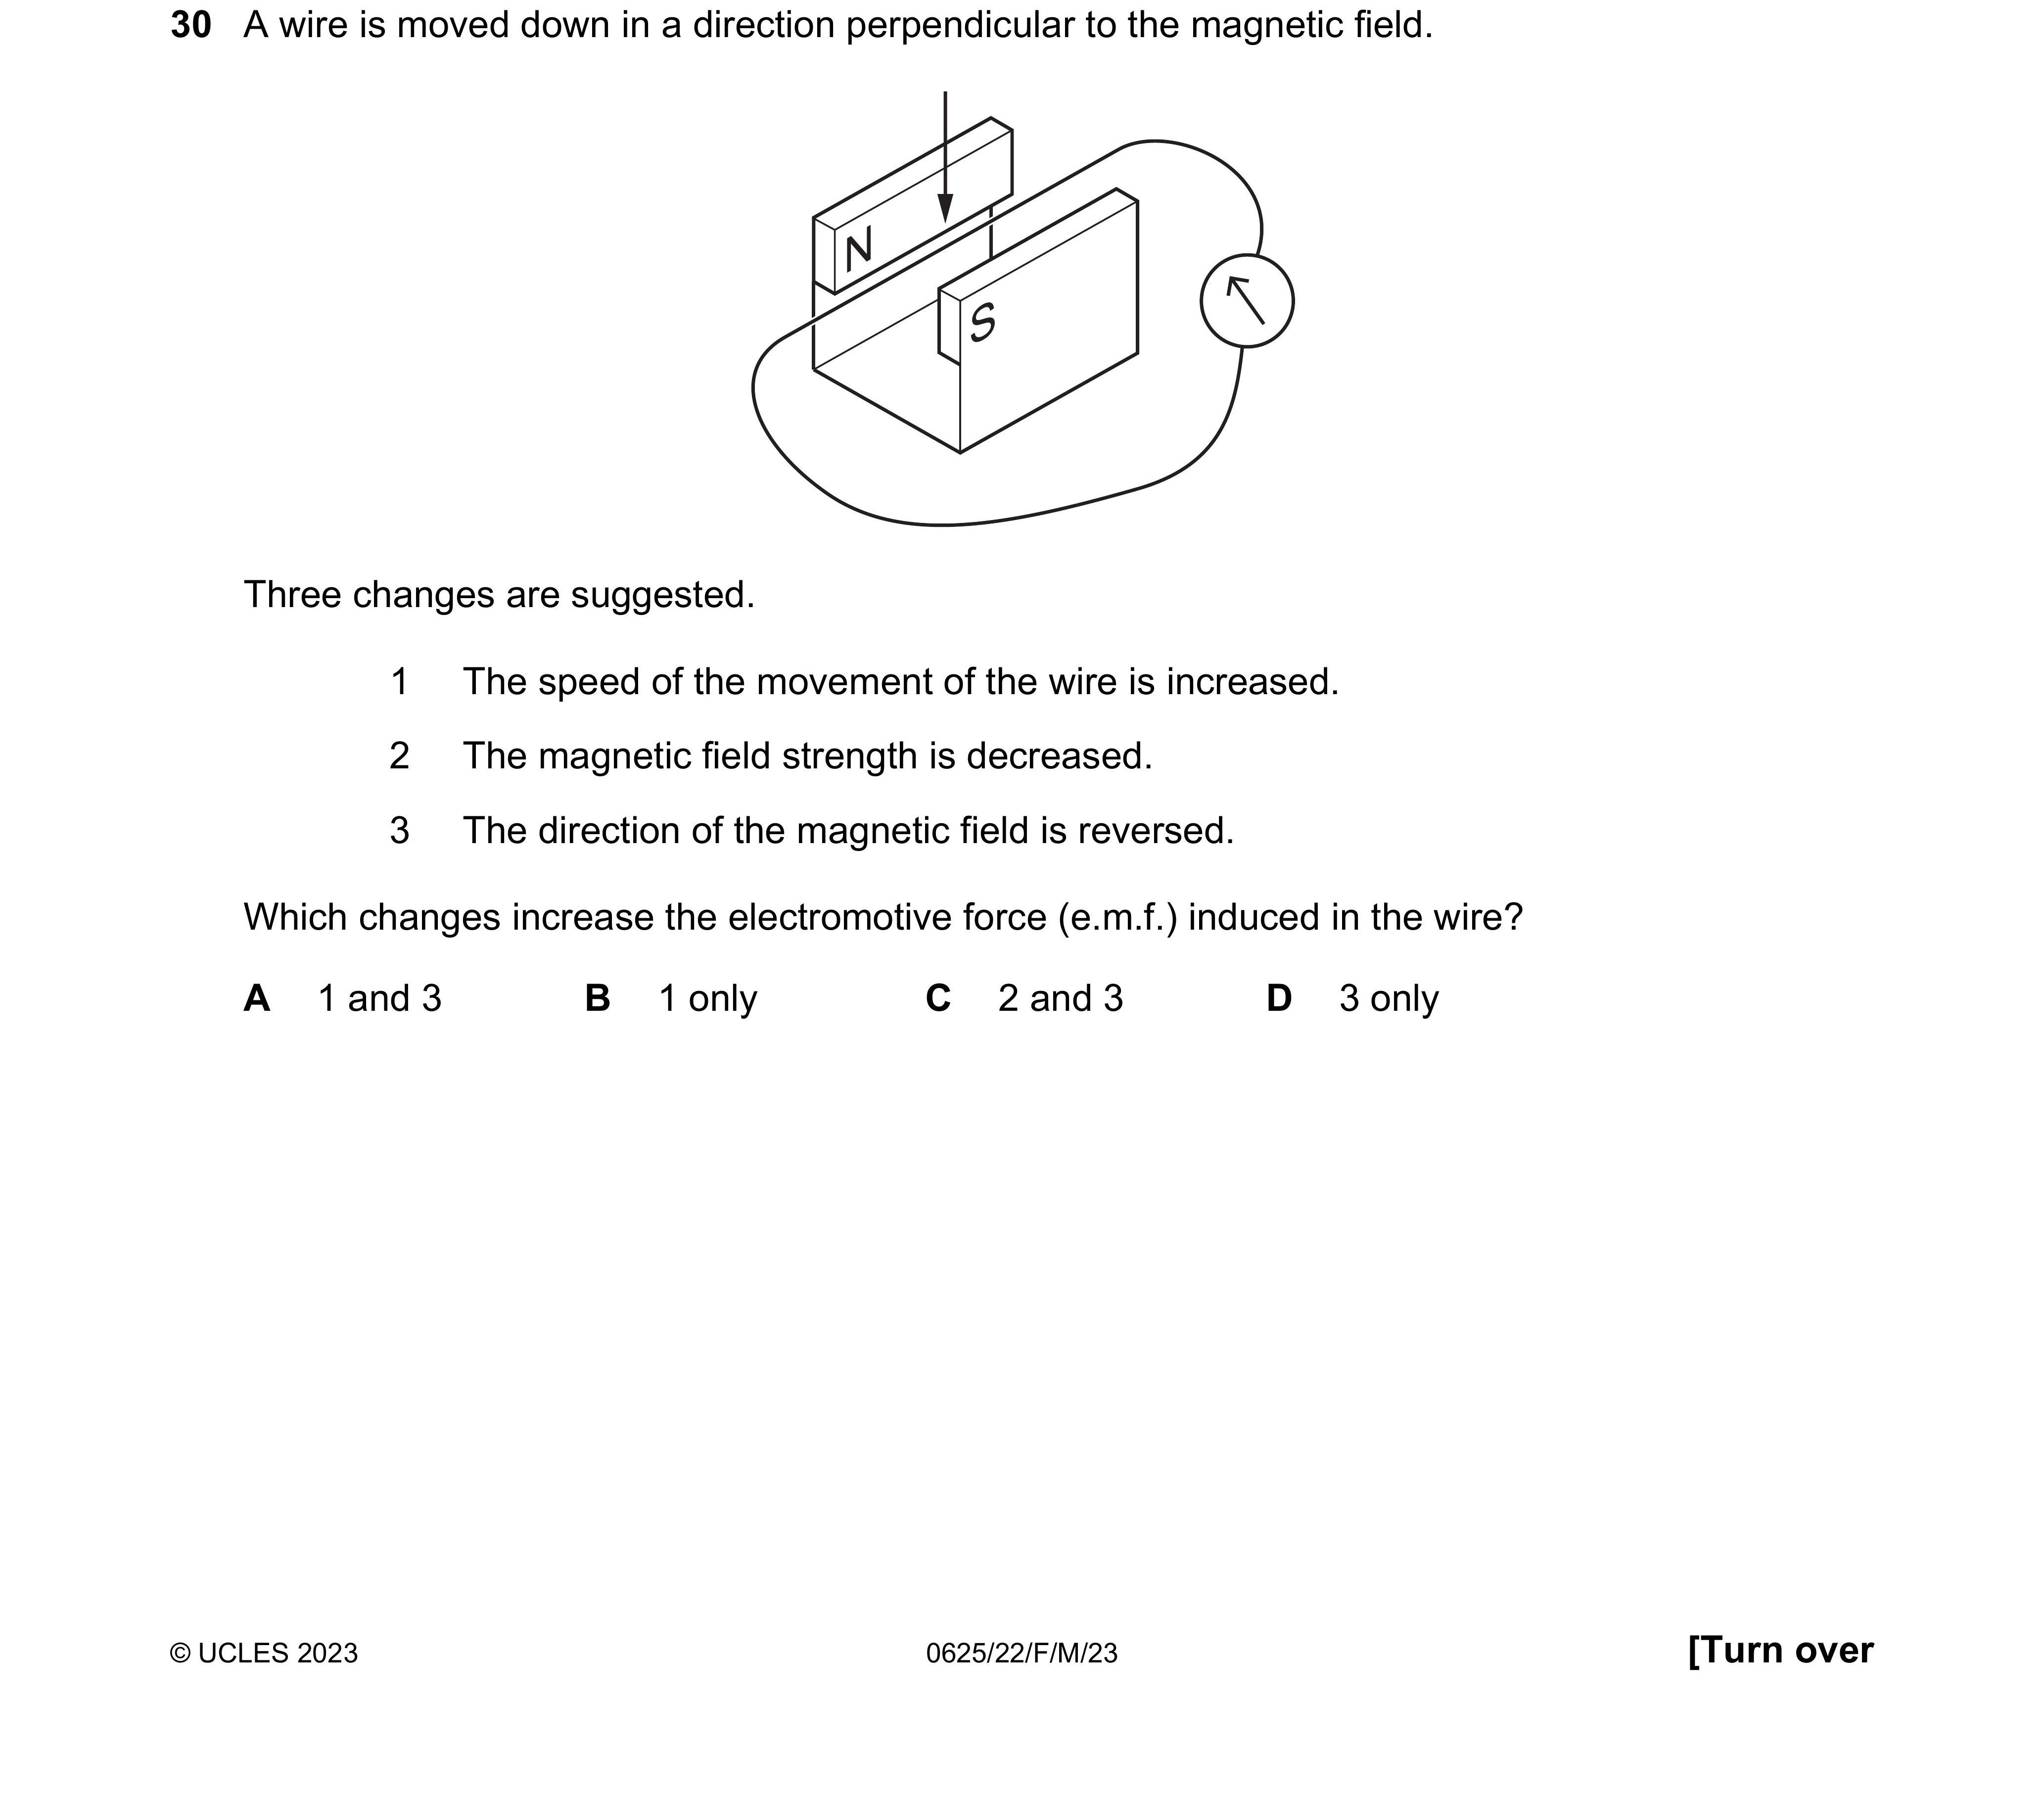 30 A wire is moved down in a direction perpendicular to the magnetic field.
N
S
Three changes are suggested.
1 The speed of the movement of the wire is increased.
2 The magnetic field strength is decreased.
3 The direction of the magnetic field is reversed.
Which changes increase the electromotive force (e.m.f.) induced in the wire?
A 1 and 3 B 1 only C 2 and 3 D 3 only
© UCLES 2023 0625/22/F/M/23 [Turn over